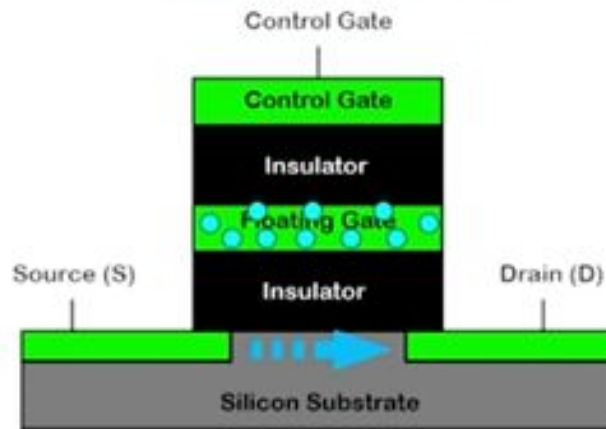 Control Gate
Control Gate
Insulator
Floating Gate
Source (S)
Drain (D)
Insulator
Silicon Substrate